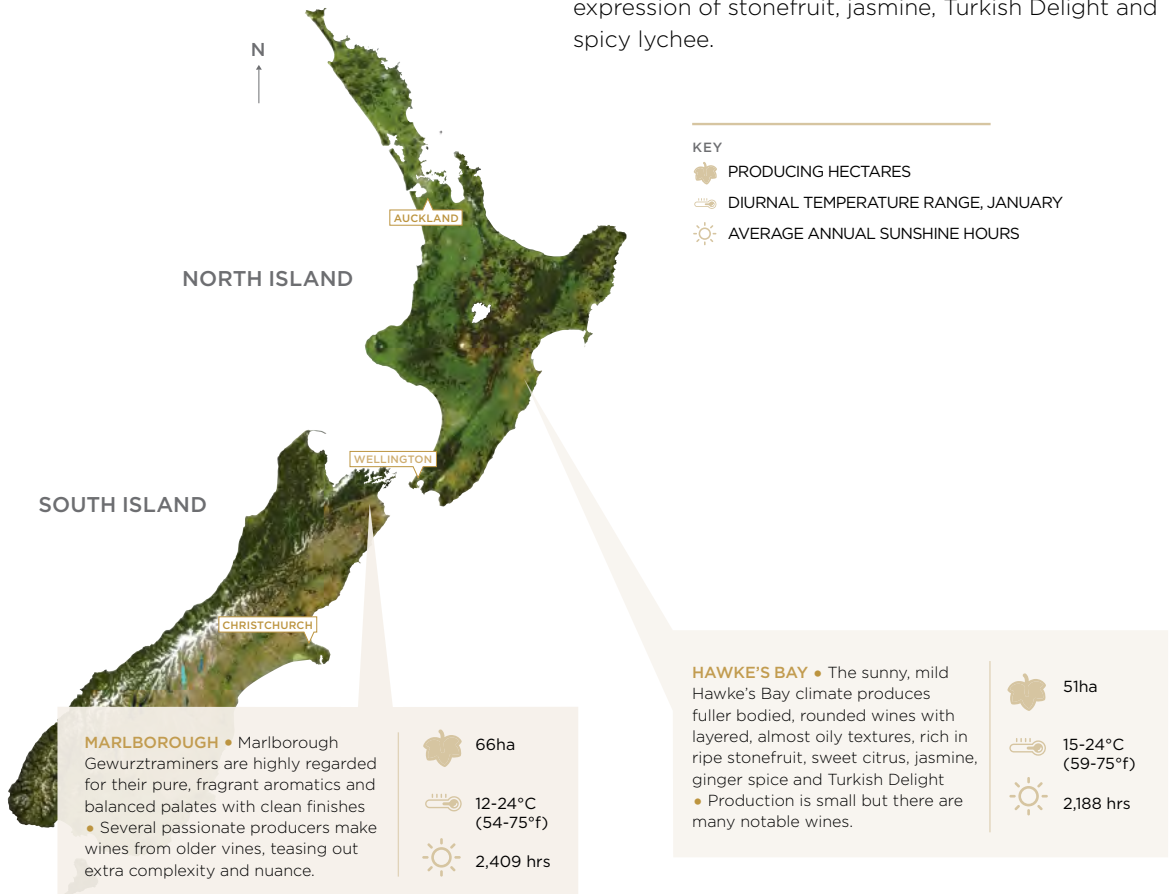 expression of stonefruit, jasmine, Turkish Delight and
spicy lychee.
N
KEY
PRODUCING HECTARES
DIURNAL TEMPERATURE RANGE, JANUARY
AVERAGE ANNUAL SUNSHINE HOURS
AUCKLAND
NORTH ISLAND
WELLINGTON
SOUTH ISLAND
CHRISTCHURCH
MARLBOROUGH • Marlborough
Gewurztraminers are highly regarded
for their pure, fragrant aromatics and
balanced palates with clean finishes
• Several passionate producers make
wines from older vines, teasing out
extra complexity and nuance.
66ha
12-24°C
(54-75°f)
2,409 hrs
HAWKE'S BAY • The sunny, mild
Hawke's Bay climate produces
fuller bodied, rounded wines with
layered, almost oily textures, rich in
ripe stonefruit, sweet citrus, jasmine,
ginger spice and Turkish Delight
• Production is small but there are
many notable wines.
51ha
15-24°C
(59-75°f)
2,188 hrs